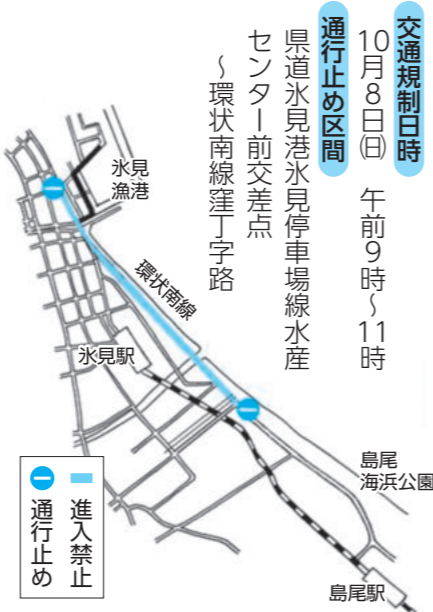 交通規制日時
10月8日㈰ 午前9時～11時
通行止め区間
県道氷見港氷見停車場線水産
センター前交差点
～環状南線窪丁字路
氷見
漁港
環状南線
氷見駅
島尾
海浜公園
島尾駅
進入禁止
通行止め